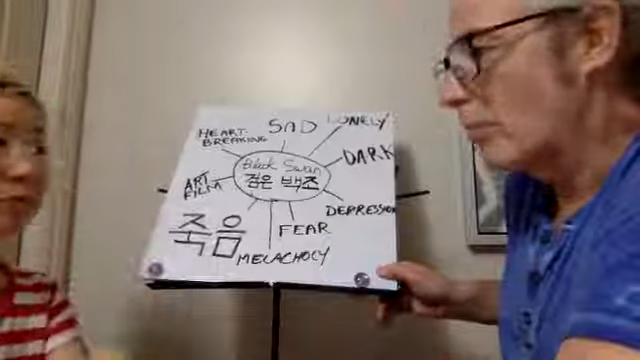 SAD
LONELY
HEART
BREAKING
Black Swan
검은 백조
DARK
ART
FILM
DEPRESSION
죽음
FEAR
MELACHOLY